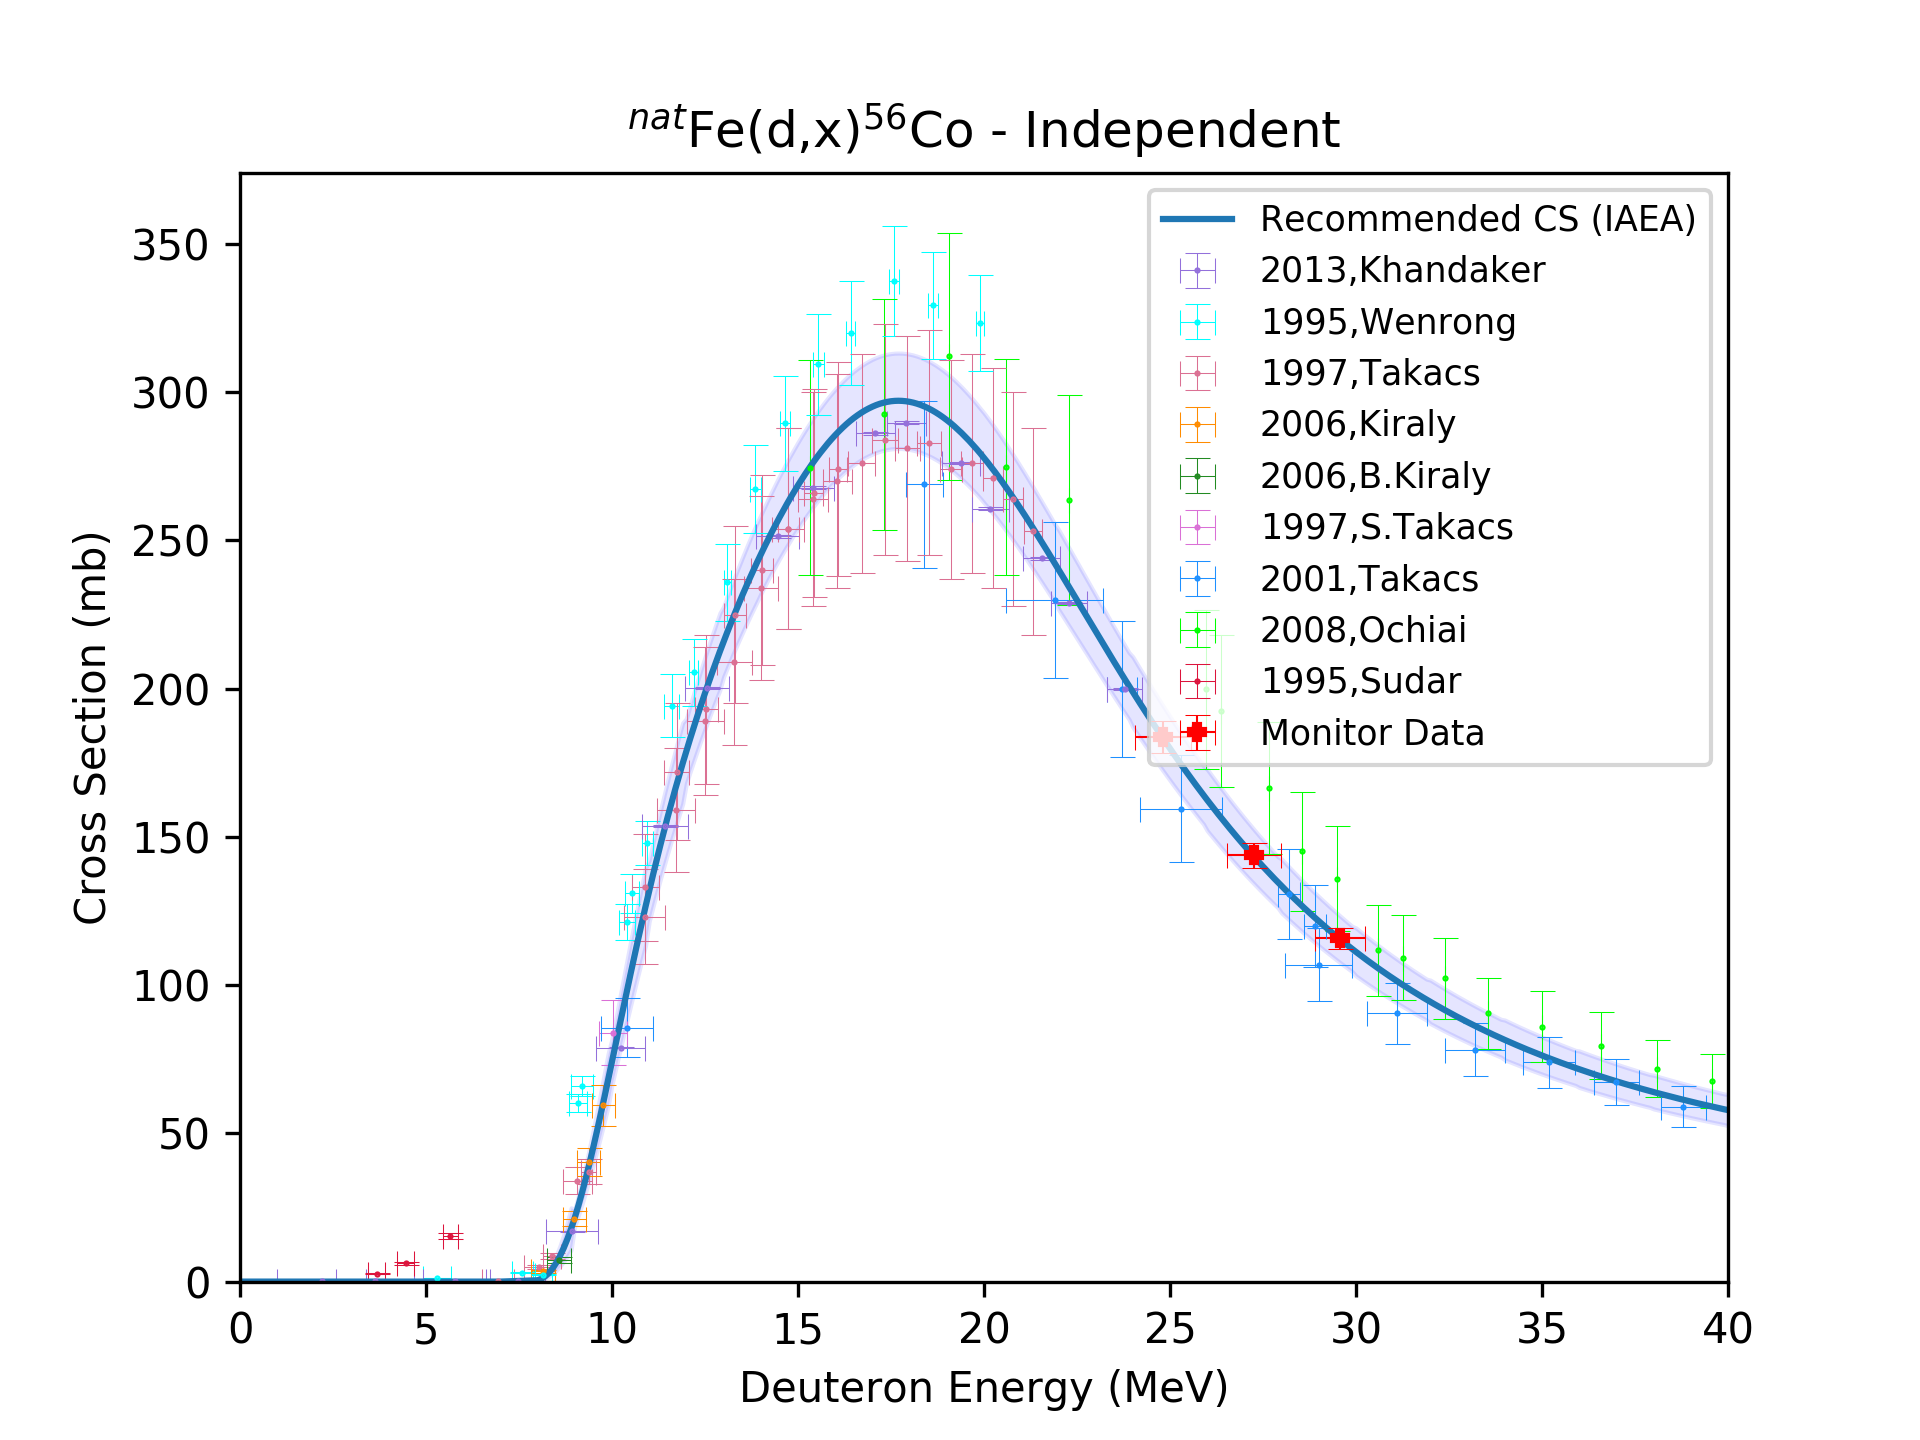 natFe(d,x)56Co - Independent
Cross Section (mb)
350
300
250
200
150
100
50
0
0 5 10 15 20 25 30 35 40
Deuteron Energy (MeV)
Recommended CS (IAEA)
2013,Khandaker
1995,Wenrong
1997,Takacs
2006,Kiraly
2006,B.Kiraly
1997,S.Takacs
2001,Takacs
2008,Ochiai
1995,Sudar
Monitor Data